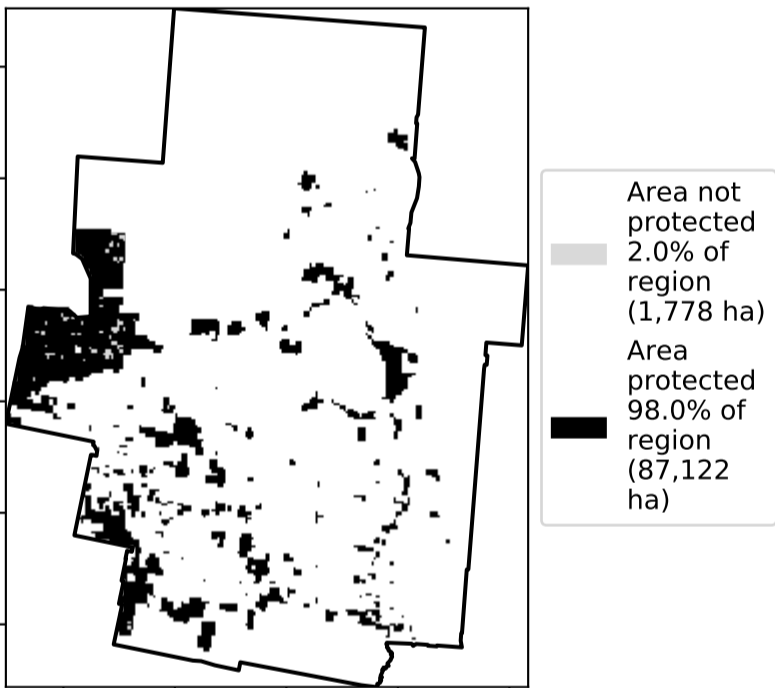 Area not
protected
2.0% of
region
(1,778 ha)
Area
protected
98.0% of
region
(87,122
ha)